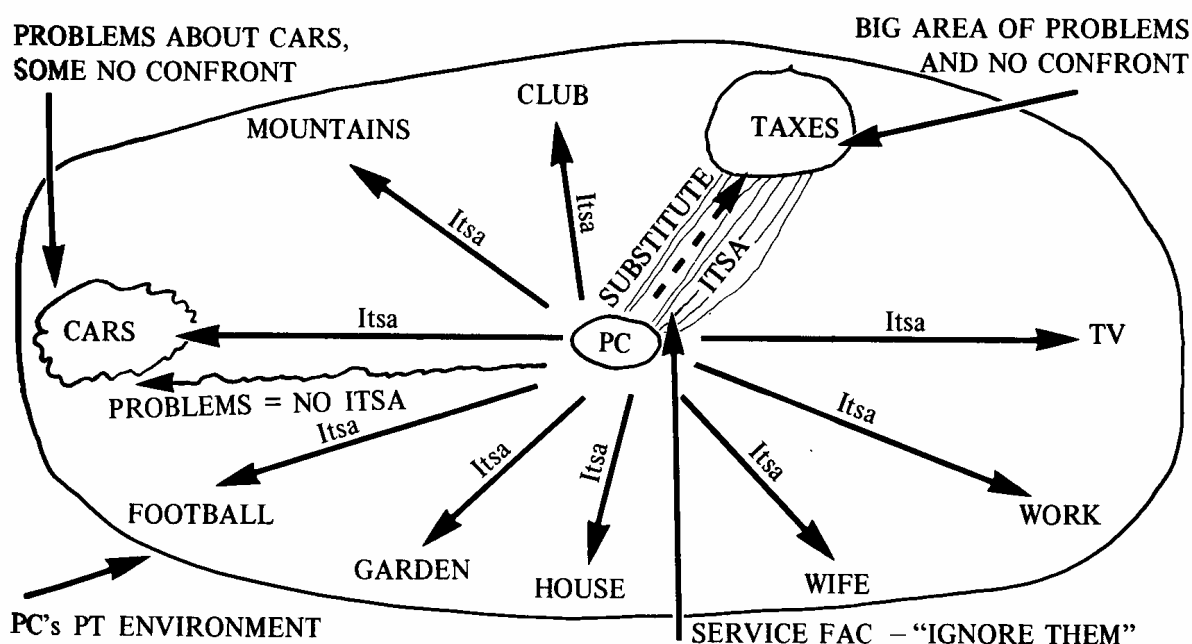 PROBLEMS ABOUT CARS,
SOME NO CONFRONT
BIG AREA OF PROBLEMS
AND NO CONFRONT
CLUB
MOUNTAINS
TAXES
Itsa
Itsa
SUBSTITUTE
ITSA
CARS
Itsa
PC
Itsa
TV
PROBLEMS = NO ITSA
Itsa
Itsa
Itsa
Itsa
Itsa
FOOTBALL
WORK
GARDEN
HOUSE
WIFE
PC's PT ENVIRONMENT
SERVICE FAC – “IGNORE THEM”